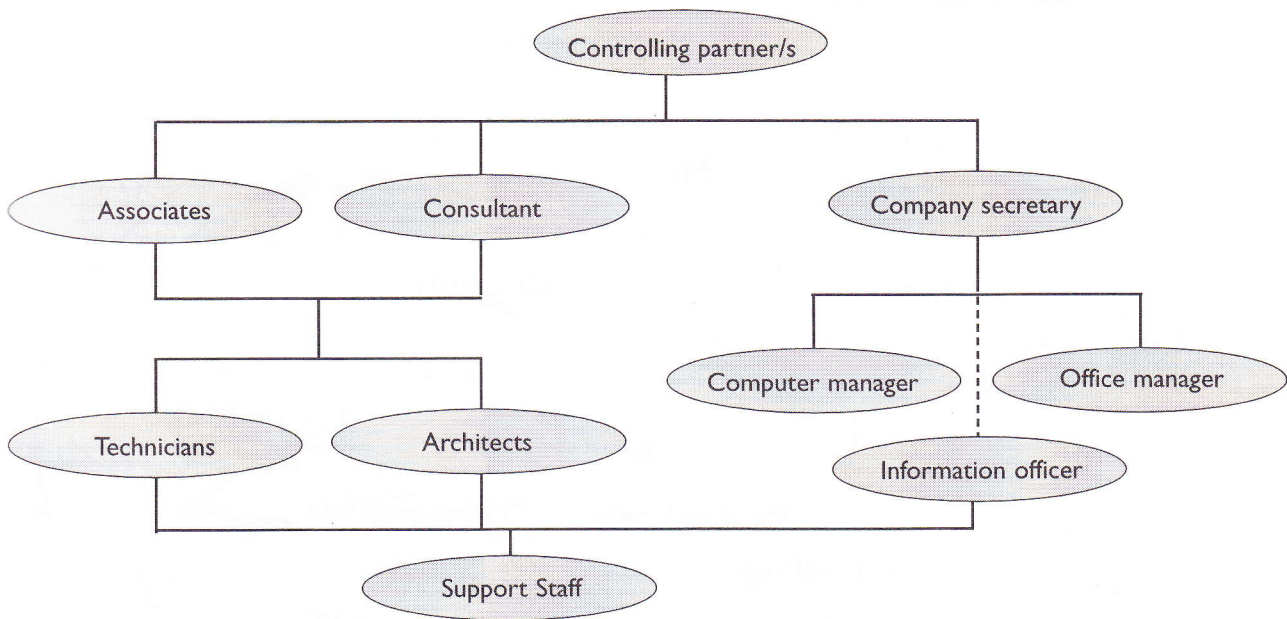 Controlling partner/s
Associates
Consultant
Company secretary
Computer manager
Office manager
Technicians
Architects
Information officer
Support Staff